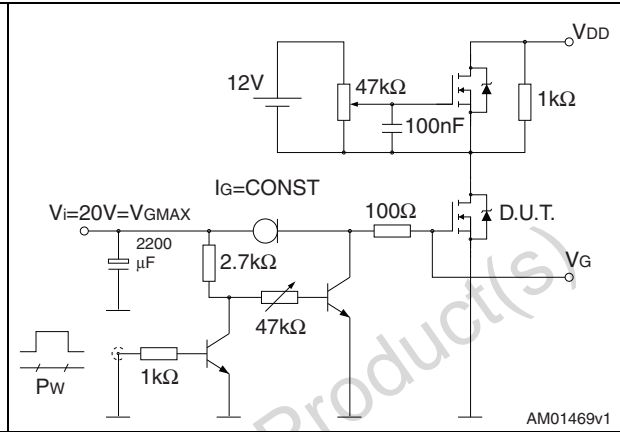 VDD
12V
47kΩ
1kΩ
100nF
IG=CONST
Vi=20V=VGMAX
100Ω
D.U.T.
2200
μF
2.7kΩ
VG
47kΩ
1kΩ
PW
Product(s)
AM01469v1